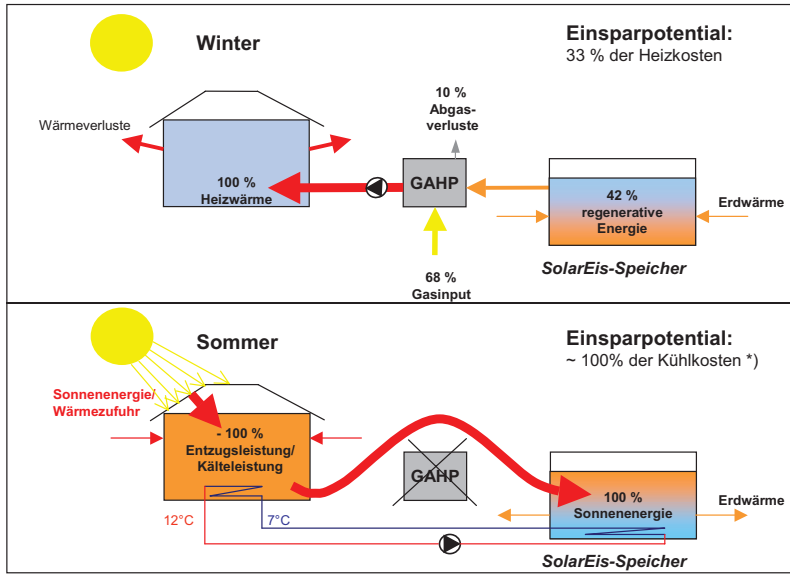 Winter
Einsparpotential:
33 % der Heizkosten
10 %
Abgas-
verluste
Wärmeverluste
100 %
Heizwärme
GAHP
42 %
regenerative
Energie
Erdwärme
SolarEis-Speicher
68 %
Gasinput
Sommer
Einsparpotential:
~ 100% der Kühlkosten *)
Sonnenenergie/
Wärmezufuhr
- 100 %
Entzugsleistung/
Kälteleistung
GAHP
100 %
Sonnenenergie
Erdwärme
12°C
7°C
SolarEis-Speicher